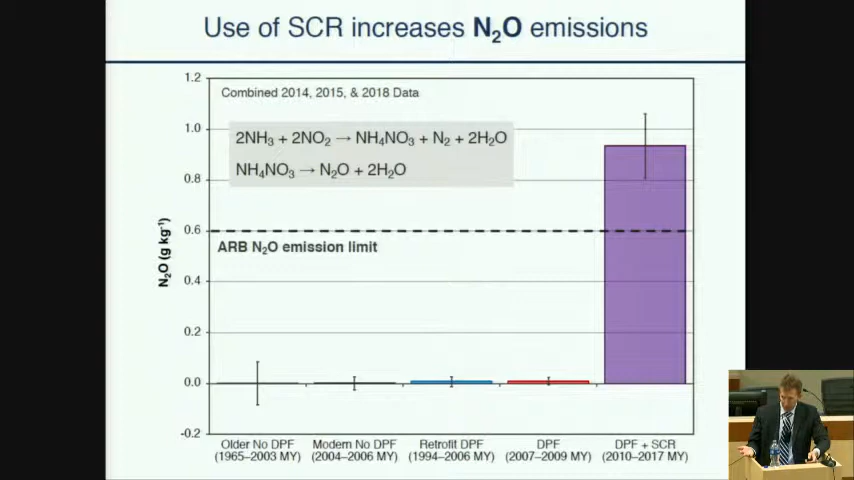 Use of SCR increases N₂O emissions
1.2
Combined 2014, 2015, & 2018 Data
1.0
2NH₃ + 2NO₂ → NH₄NO₃ + N₂ + 2H₂O
NH₄NO₃ → N₂O + 2H₂O
0.8
0.6
ARB N₂O emission limit
N₂O (g kg⁻¹)
0.4
0.2
0.0
-0.2
Older No DPF
(1965–2003 MY)
Modern No DPF
(2004–2006 MY)
Retrofit DPF
(1994–2006 MY)
DPF
(2007–2009 MY)
DPF + SCR
(2010–2017 MY)